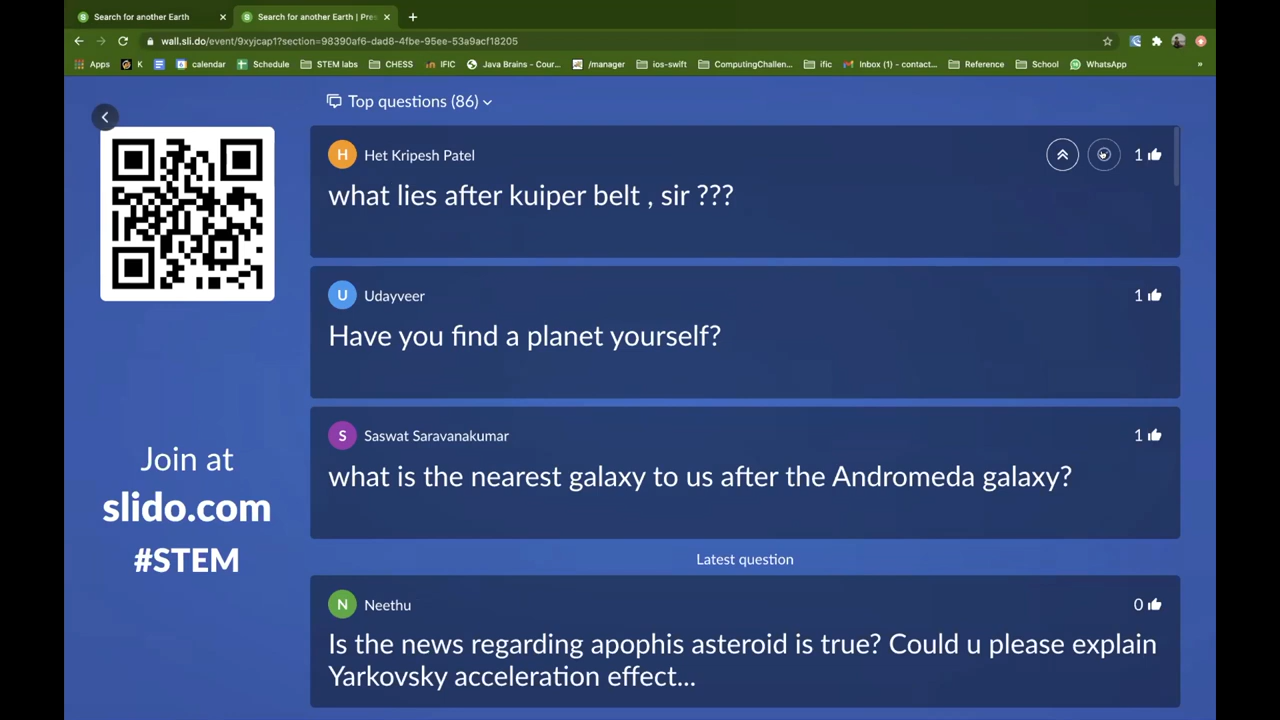 Search for another Earth
Search for another Earth | Pres
wall.sli.do/event/9xyjcap1?section=98390af6-dad8-4fbe-95ee-53a9acf18205
Apps K calendar Schedule STEM labs CHESS IFIC Java Brains - Cour... /manager ios-swift ComputingChallen... ific Inbox (1) - contact... Reference School WhatsApp »
Top questions (86)
H Het Kripesh Patel 1
what lies after kuiper belt , sir ???
U Udayveer 1
Have you find a planet yourself?
S Saswat Saravanakumar 1
what is the nearest galaxy to us after the Andromeda galaxy?
Join at
slido.com
#STEM
Latest question
N Neethu 0
Is the news regarding apophis asteroid is true? Could u please explain
Yarkovsky acceleration effect...